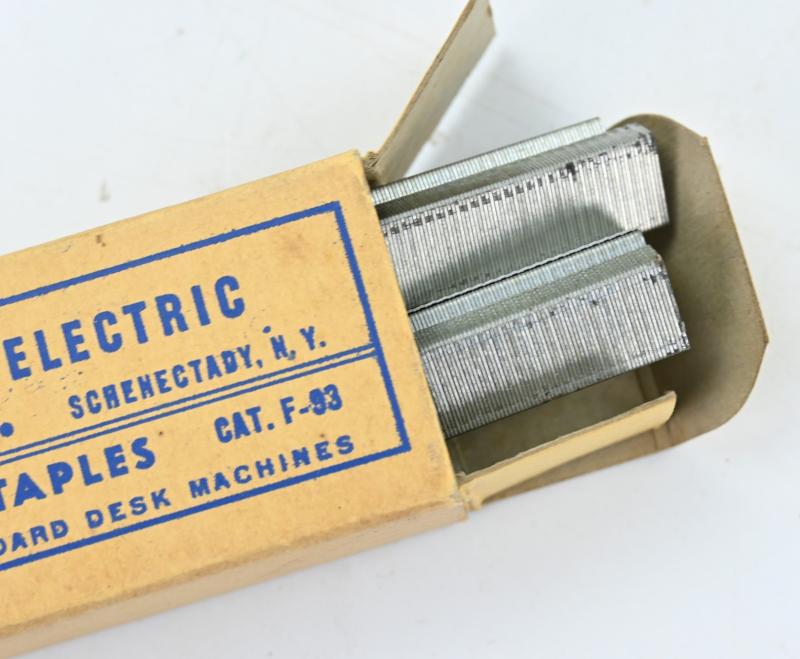 ELECTRIC
. SCHENECTADY, N.Y.
TAPLES CAT. F-93
DARD DESK MACHINES